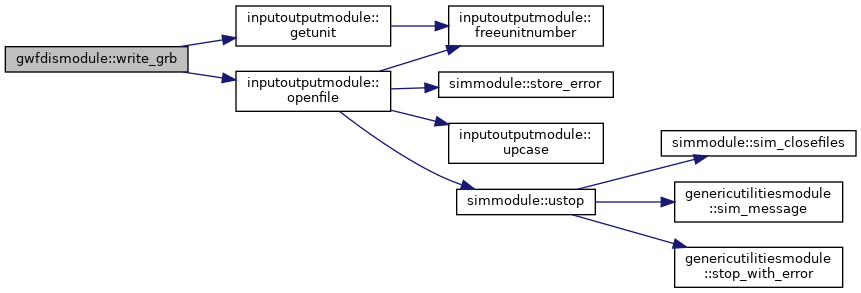 gwfdismodule::write_grb
inputoutputmodule::
getunit
inputoutputmodule::
freeunitnumber
inputoutputmodule::
openfile
simmodule::store_error
inputoutputmodule::
upcase
simmodule::ustop
simmodule::sim_closefiles
genericutilitiesmodule
::sim_message
genericutilitiesmodule
::stop_with_error